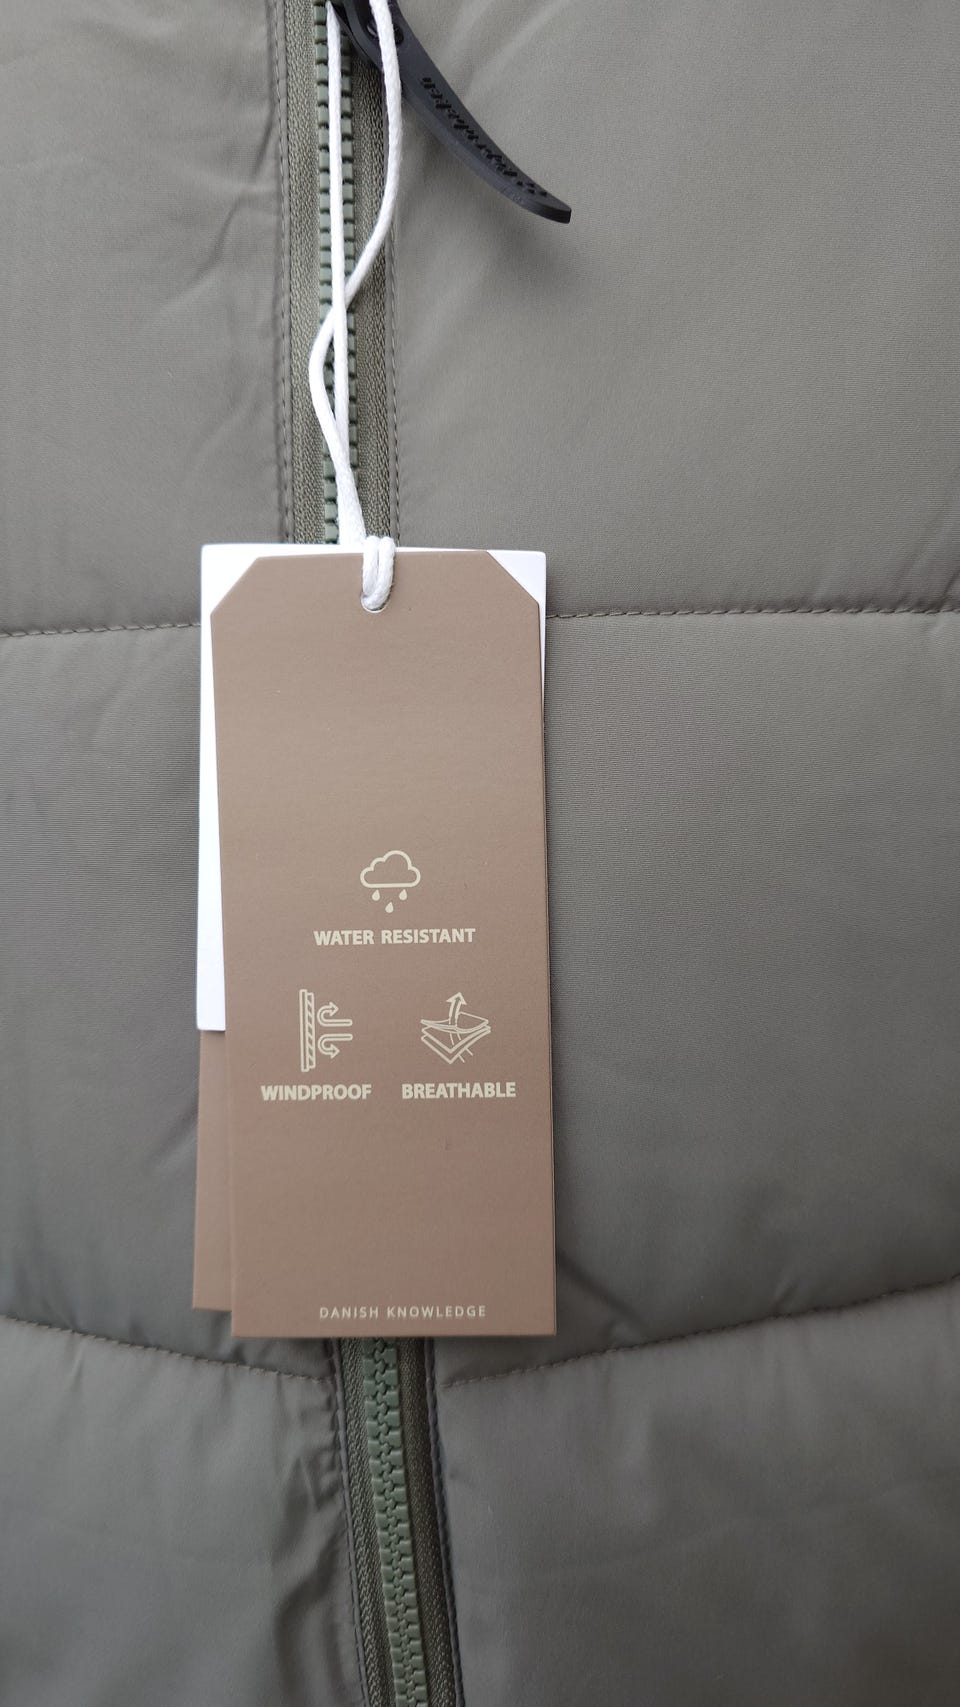 WATER RESISTANT
WINDPROOF BREATHABLE
DANISH KNOWLEDGE